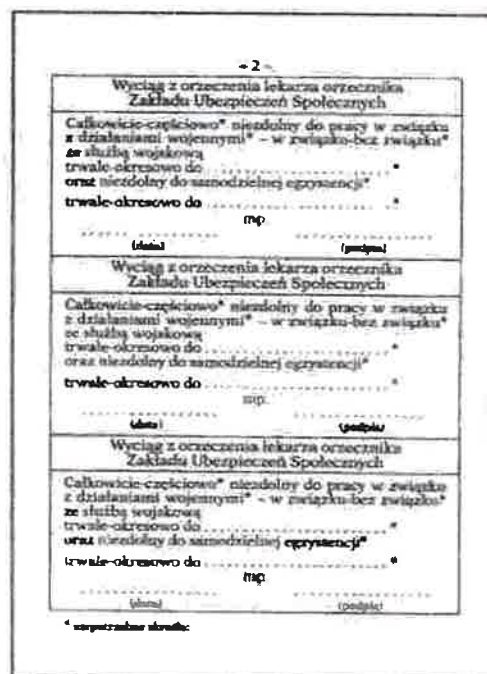 - 2 -
Wyciąg z orzeczenia lekarza orzecznika
Zakładu Ubezpieczeń Społecznych
Całkowicie-częściowo* niezdolny do pracy w związku
z działaniami wojennymi* - w związku-bez związku*
ze służbą wojskową
trwale-okresowo do .................................. *
oraz niezdolny do samodzielnej egzystencji*
trwale-okresowo do .................................. *
mp.
(data) (podpis)
Wyciąg z orzeczenia lekarza orzecznika
Zakładu Ubezpieczeń Społecznych
Całkowicie-częściowo* niezdolny do pracy w związku
z działaniami wojennymi* - w związku-bez związku*
ze służbą wojskową
trwale-okresowo do .................................. *
oraz niezdolny do samodzielnej egzystencji*
trwale-okresowo do .................................. *
mp.
(data) (podpis)
Wyciąg z orzeczenia lekarza orzecznika
Zakładu Ubezpieczeń Społecznych
Całkowicie-częściowo* niezdolny do pracy w związku
z działaniami wojennymi* - w związku-bez związku*
ze służbą wojskową
trwale-okresowo do .................................. *
oraz niezdolny do samodzielnej egzystencji*
trwale-okresowo do .................................. *
mp.
(data) (podpis)
* niepotrzebne skreślić